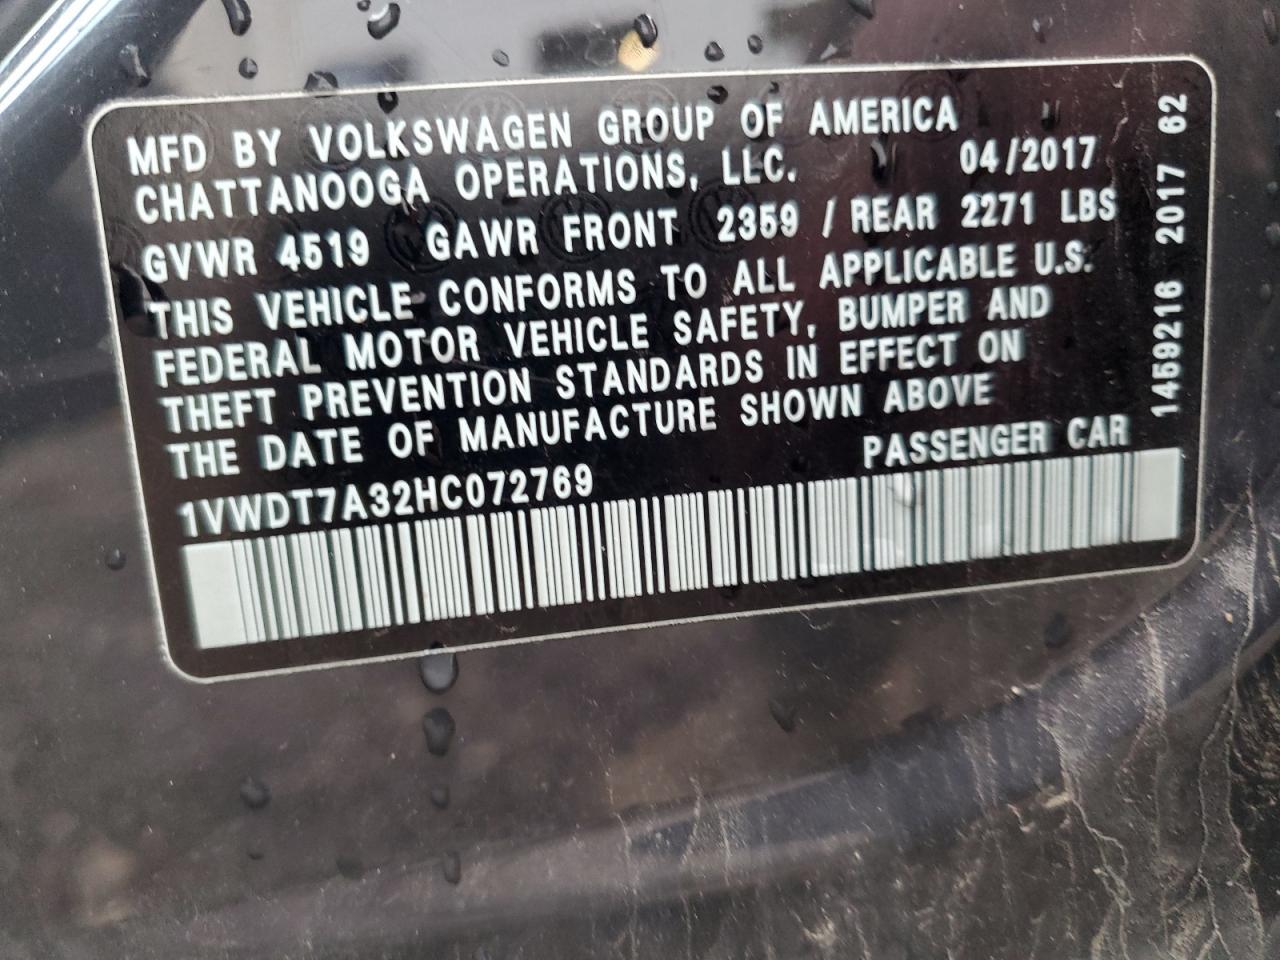 MFD BY VOLKSWAGEN GROUP OF AMERICA
CHATTANOOGA OPERATIONS, LLC. 04/2017
GVWR 4519 GAWR FRONT 2359 / REAR 2271 LBS
THIS VEHICLE CONFORMS TO ALL APPLICABLE U.S.
FEDERAL MOTOR VEHICLE SAFETY, BUMPER AND
THEFT PREVENTION STANDARDS IN EFFECT ON
THE DATE OF MANUFACTURE SHOWN ABOVE
PASSENGER CAR
1VWDT7A32HC072769
1459216 2017 62